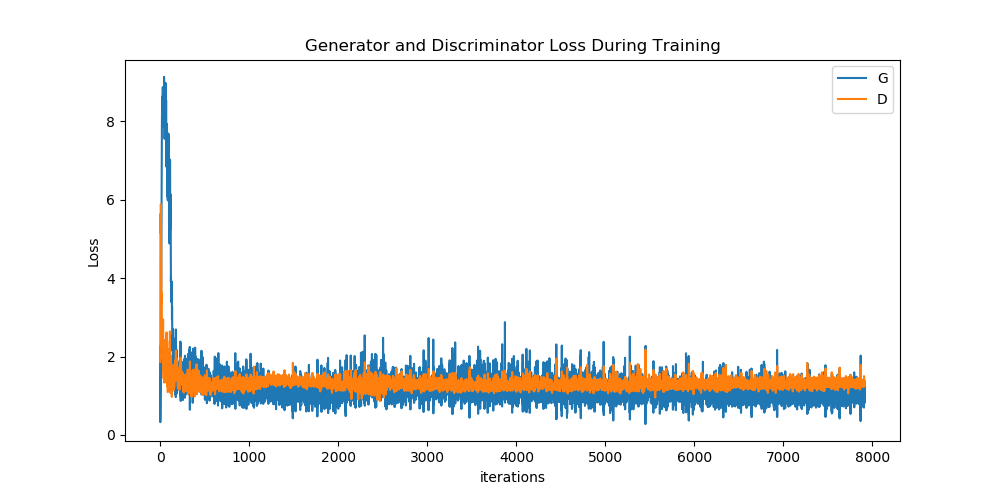 Generator and Discriminator Loss During Training
G
D
8
6
4
2
0
Loss
0 1000 2000 3000 4000 5000 6000 7000 8000
iterations